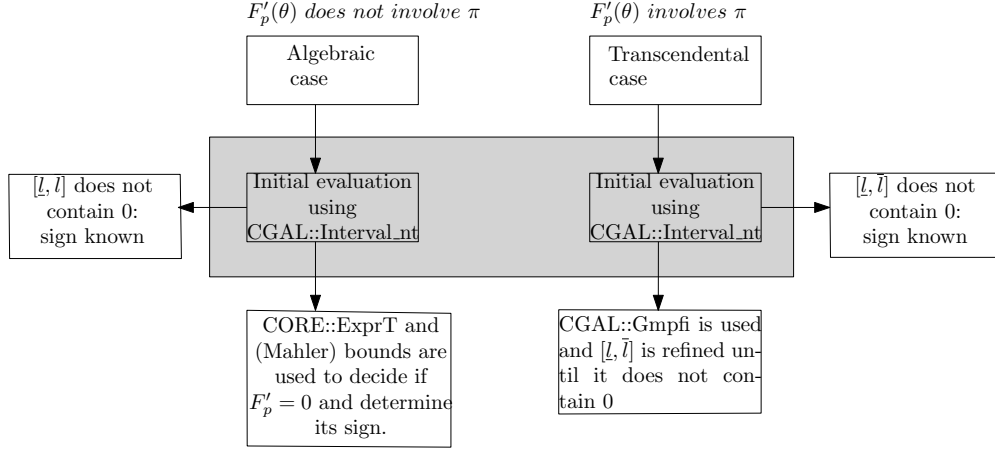 F′p(θ) does not involve π
F′p(θ) involves π
Algebraic
case
Transcendental
case
[l̲, l] does not
contain 0:
sign known
Initial evaluation
using
CGAL::Interval_nt
Initial evaluation
using
CGAL::Interval_nt
[l̲, l̄] does not
contain 0:
sign known
CORE::ExprT and
(Mahler) bounds are
used to decide if
F′p = 0 and determine
its sign.
CGAL::Gmpfi is used
and [l̲, l̄] is refined un-
til it does not con-
tain 0